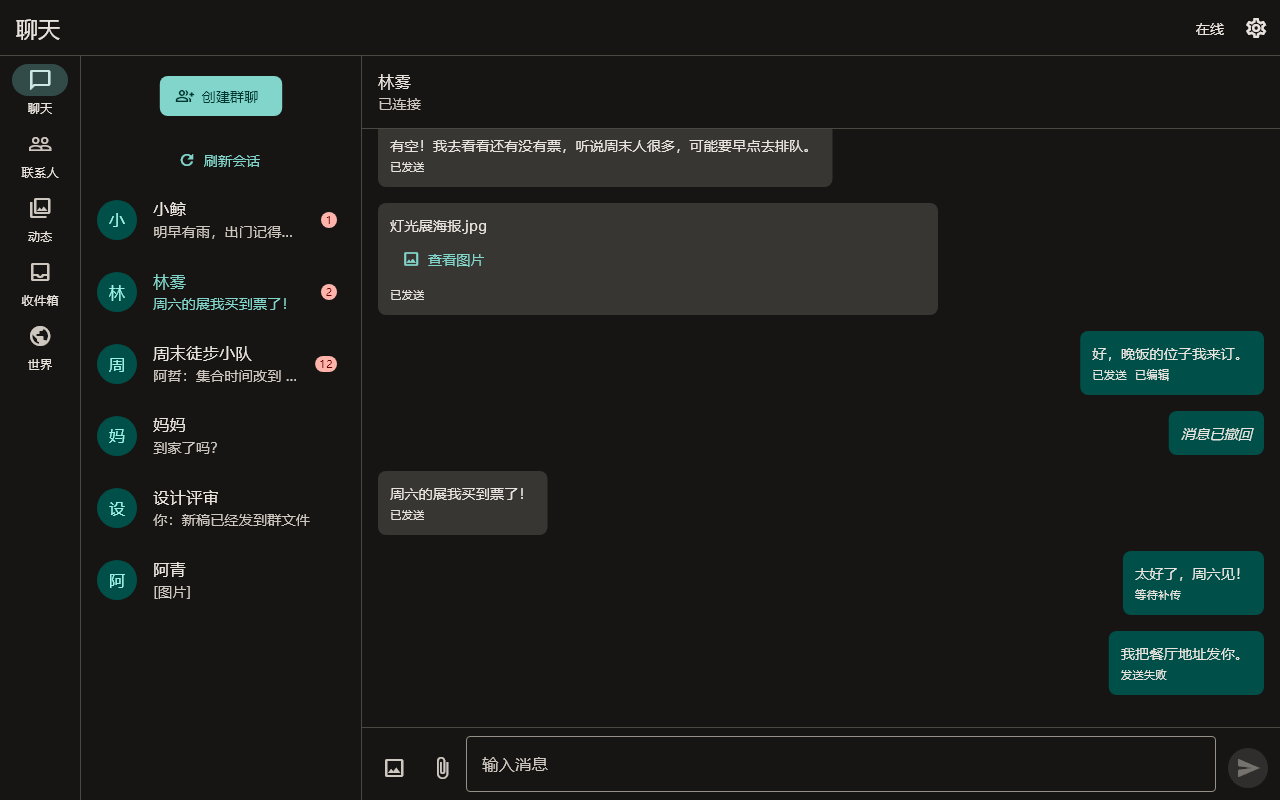 聊天
在线
聊天
联系人
动态
收件箱
世界
创建群聊
刷新会话
小
小鲸
明早有雨，出门记得...
1
林
林雾
周六的展我买到票了！
2
周
周末徒步小队
阿哲：集合时间改到 ...
12
妈
妈妈
到家了吗？
设
设计评审
你：新稿已经发到群文件
阿
阿青
[图片]
林雾
已连接
有空！我去看看还有没有票，听说周末人很多，可能要早点去排队。
已发送
灯光展海报.jpg
查看图片
已发送
好，晚饭的位子我来订。
已发送 已编辑
消息已撤回
周六的展我买到票了！
已发送
太好了，周六见！
等待补传
我把餐厅地址发你。
发送失败
输入消息